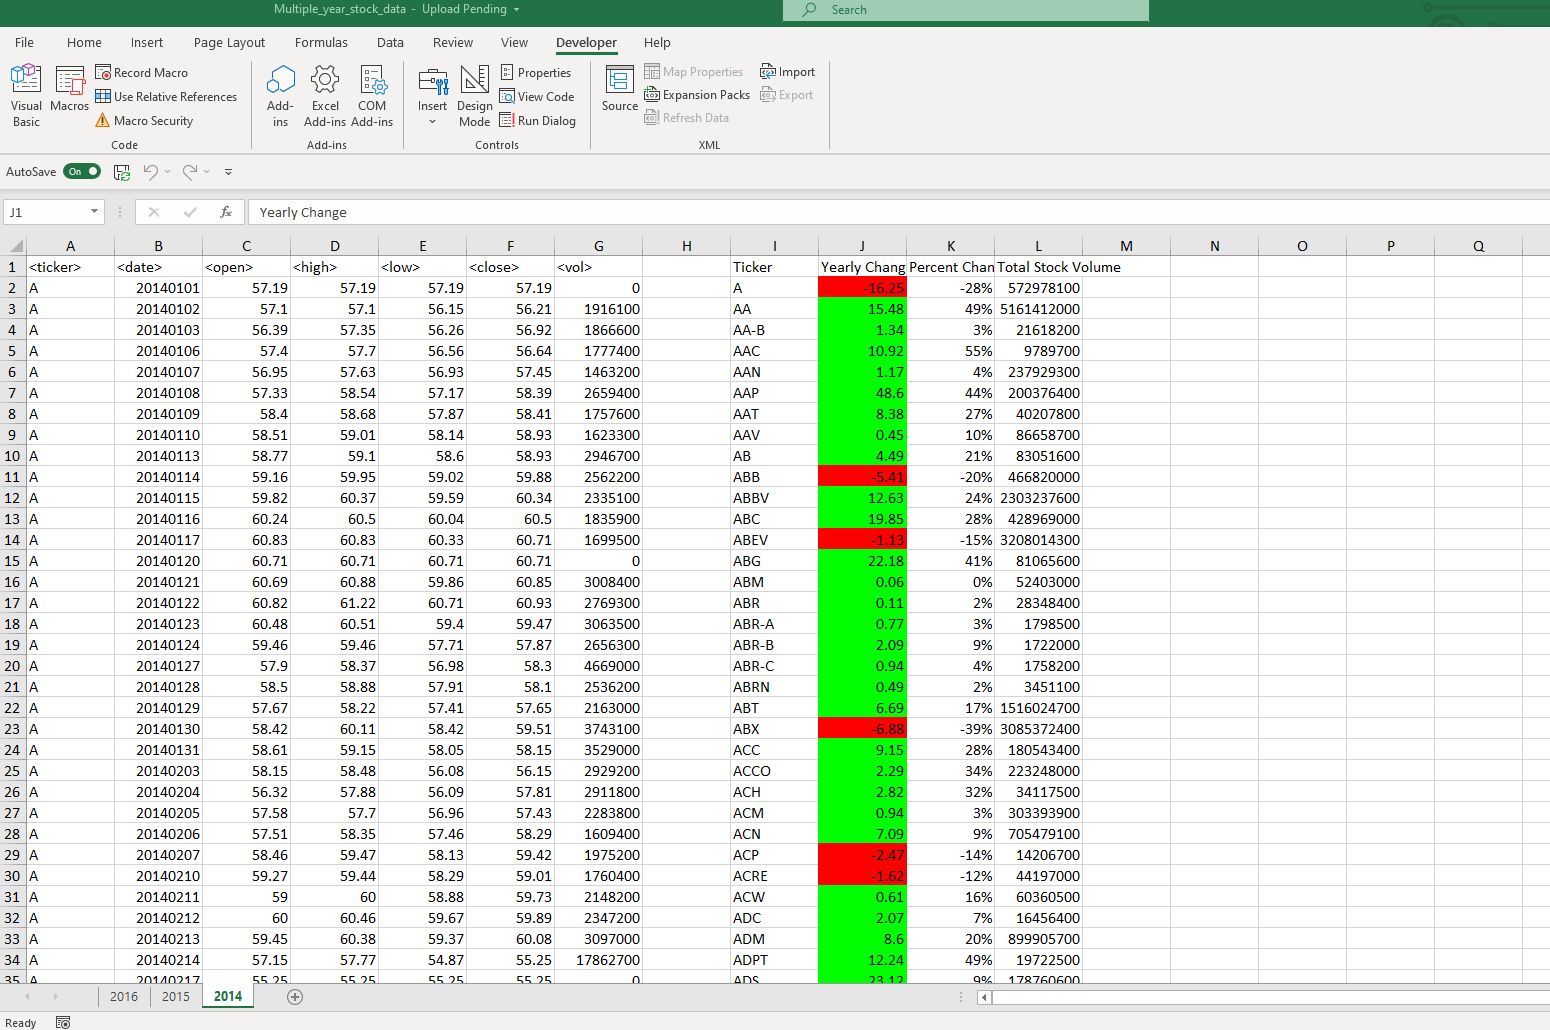 Multiple_year_stock_data - Upload Pending
Search
File Home Insert Page Layout Formulas Data Review View Developer Help
Visual Basic
Macros
Record Macro
Use Relative References
Macro Security
Code
Add-ins
Excel Add-ins
COM Add-ins
Add-ins
Insert
Design Mode
Properties
View Code
Run Dialog
Controls
Source
Map Properties
Expansion Packs
Refresh Data
Import
Export
XML
AutoSave On
J1 fx Yearly Change
A B C D E F G H I J K L M N O P Q
1 <ticker> <date> <open> <high> <low> <close> <vol> Ticker Yearly Chang Percent Chan Total Stock Volume
2 A 20140101 57.19 57.19 57.19 57.19 0 A -16.25 -28% 572978100
3 A 20140102 57.1 57.1 56.15 56.21 1916100 AA 15.48 49% 5161412000
4 A 20140103 56.39 57.35 56.26 56.92 1866600 AA-B 1.34 3% 21618200
5 A 20140106 57.4 57.7 56.56 56.64 1777400 AAC 10.92 55% 9789700
6 A 20140107 56.95 57.63 56.93 57.45 1463200 AAN 1.17 4% 237929300
7 A 20140108 57.33 58.54 57.17 58.39 2659400 AAP 48.6 44% 200376400
8 A 20140109 58.4 58.68 57.87 58.41 1757600 AAT 8.38 27% 40207800
9 A 20140110 58.51 59.01 58.14 58.93 1623300 AAV 0.45 10% 86658700
10 A 20140113 58.77 59.1 58.6 58.93 2946700 AB 4.49 21% 83051600
11 A 20140114 59.16 59.95 59.02 59.88 2562200 ABB -5.41 -20% 466820000
12 A 20140115 59.82 60.37 59.59 60.34 2335100 ABBV 12.63 24% 2303237600
13 A 20140116 60.24 60.5 60.04 60.5 1835900 ABC 19.85 28% 428969000
14 A 20140117 60.83 60.83 60.33 60.71 1699500 ABEV -1.13 -15% 3208014300
15 A 20140120 60.71 60.71 60.71 60.71 0 ABG 22.18 41% 81065600
16 A 20140121 60.69 60.88 59.86 60.85 3008400 ABM 0.06 0% 52403000
17 A 20140122 60.82 61.22 60.71 60.93 2769300 ABR 0.11 2% 28348400
18 A 20140123 60.48 60.51 59.4 59.47 3063500 ABR-A 0.77 3% 1798500
19 A 20140124 59.46 59.46 57.71 57.87 2656300 ABR-B 2.09 9% 1722000
20 A 20140127 57.9 58.37 56.98 58.3 4669000 ABR-C 0.94 4% 1758200
21 A 20140128 58.5 58.88 57.91 58.1 2536200 ABRN 0.49 2% 3451100
22 A 20140129 57.67 58.22 57.41 57.65 2163000 ABT 6.69 17% 1516024700
23 A 20140130 58.42 60.11 58.42 59.51 3743100 ABX -6.88 -39% 3085372400
24 A 20140131 58.61 59.15 58.05 58.15 3529000 ACC 9.15 28% 180543400
25 A 20140203 58.15 58.48 56.08 56.15 2929200 ACCO 2.29 34% 223248000
26 A 20140204 56.32 57.88 56.09 57.81 2911800 ACH 2.82 32% 34117500
27 A 20140205 57.58 57.7 56.96 57.43 2283800 ACM 0.94 3% 303393900
28 A 20140206 57.51 58.35 57.46 58.29 1609400 ACN 7.09 9% 705479100
29 A 20140207 58.46 59.47 58.13 59.42 1975200 ACP -2.47 -14% 14206700
30 A 20140210 59.27 59.44 58.29 59.01 1760400 ACRE -1.62 -12% 44197000
31 A 20140211 59 60 58.88 59.73 2148200 ACW 0.61 16% 60360500
32 A 20140212 60 60.46 59.67 59.89 2347200 ADC 2.07 7% 16456400
33 A 20140213 59.45 60.38 59.37 60.08 3097000 ADM 8.6 20% 899905700
34 A 20140214 57.15 57.77 54.87 55.25 17862700 ADPT 12.24 49% 19722500
35 A 20140217 55.25 55.25 55.25 55.25 0 ADS 23.12 9% 178760600
2016 2015 2014
Ready